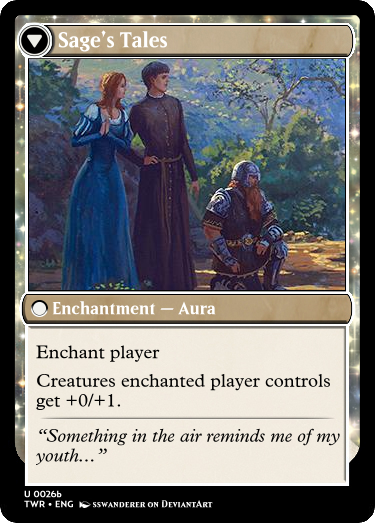 Sage's Tales
Enchantment — Aura
Enchant player
Creatures enchanted player controls
get +0/+1.
“Something in the air reminds me of my
youth…”
U 0026b
TWR • ENG sswanderer on DeviantArt